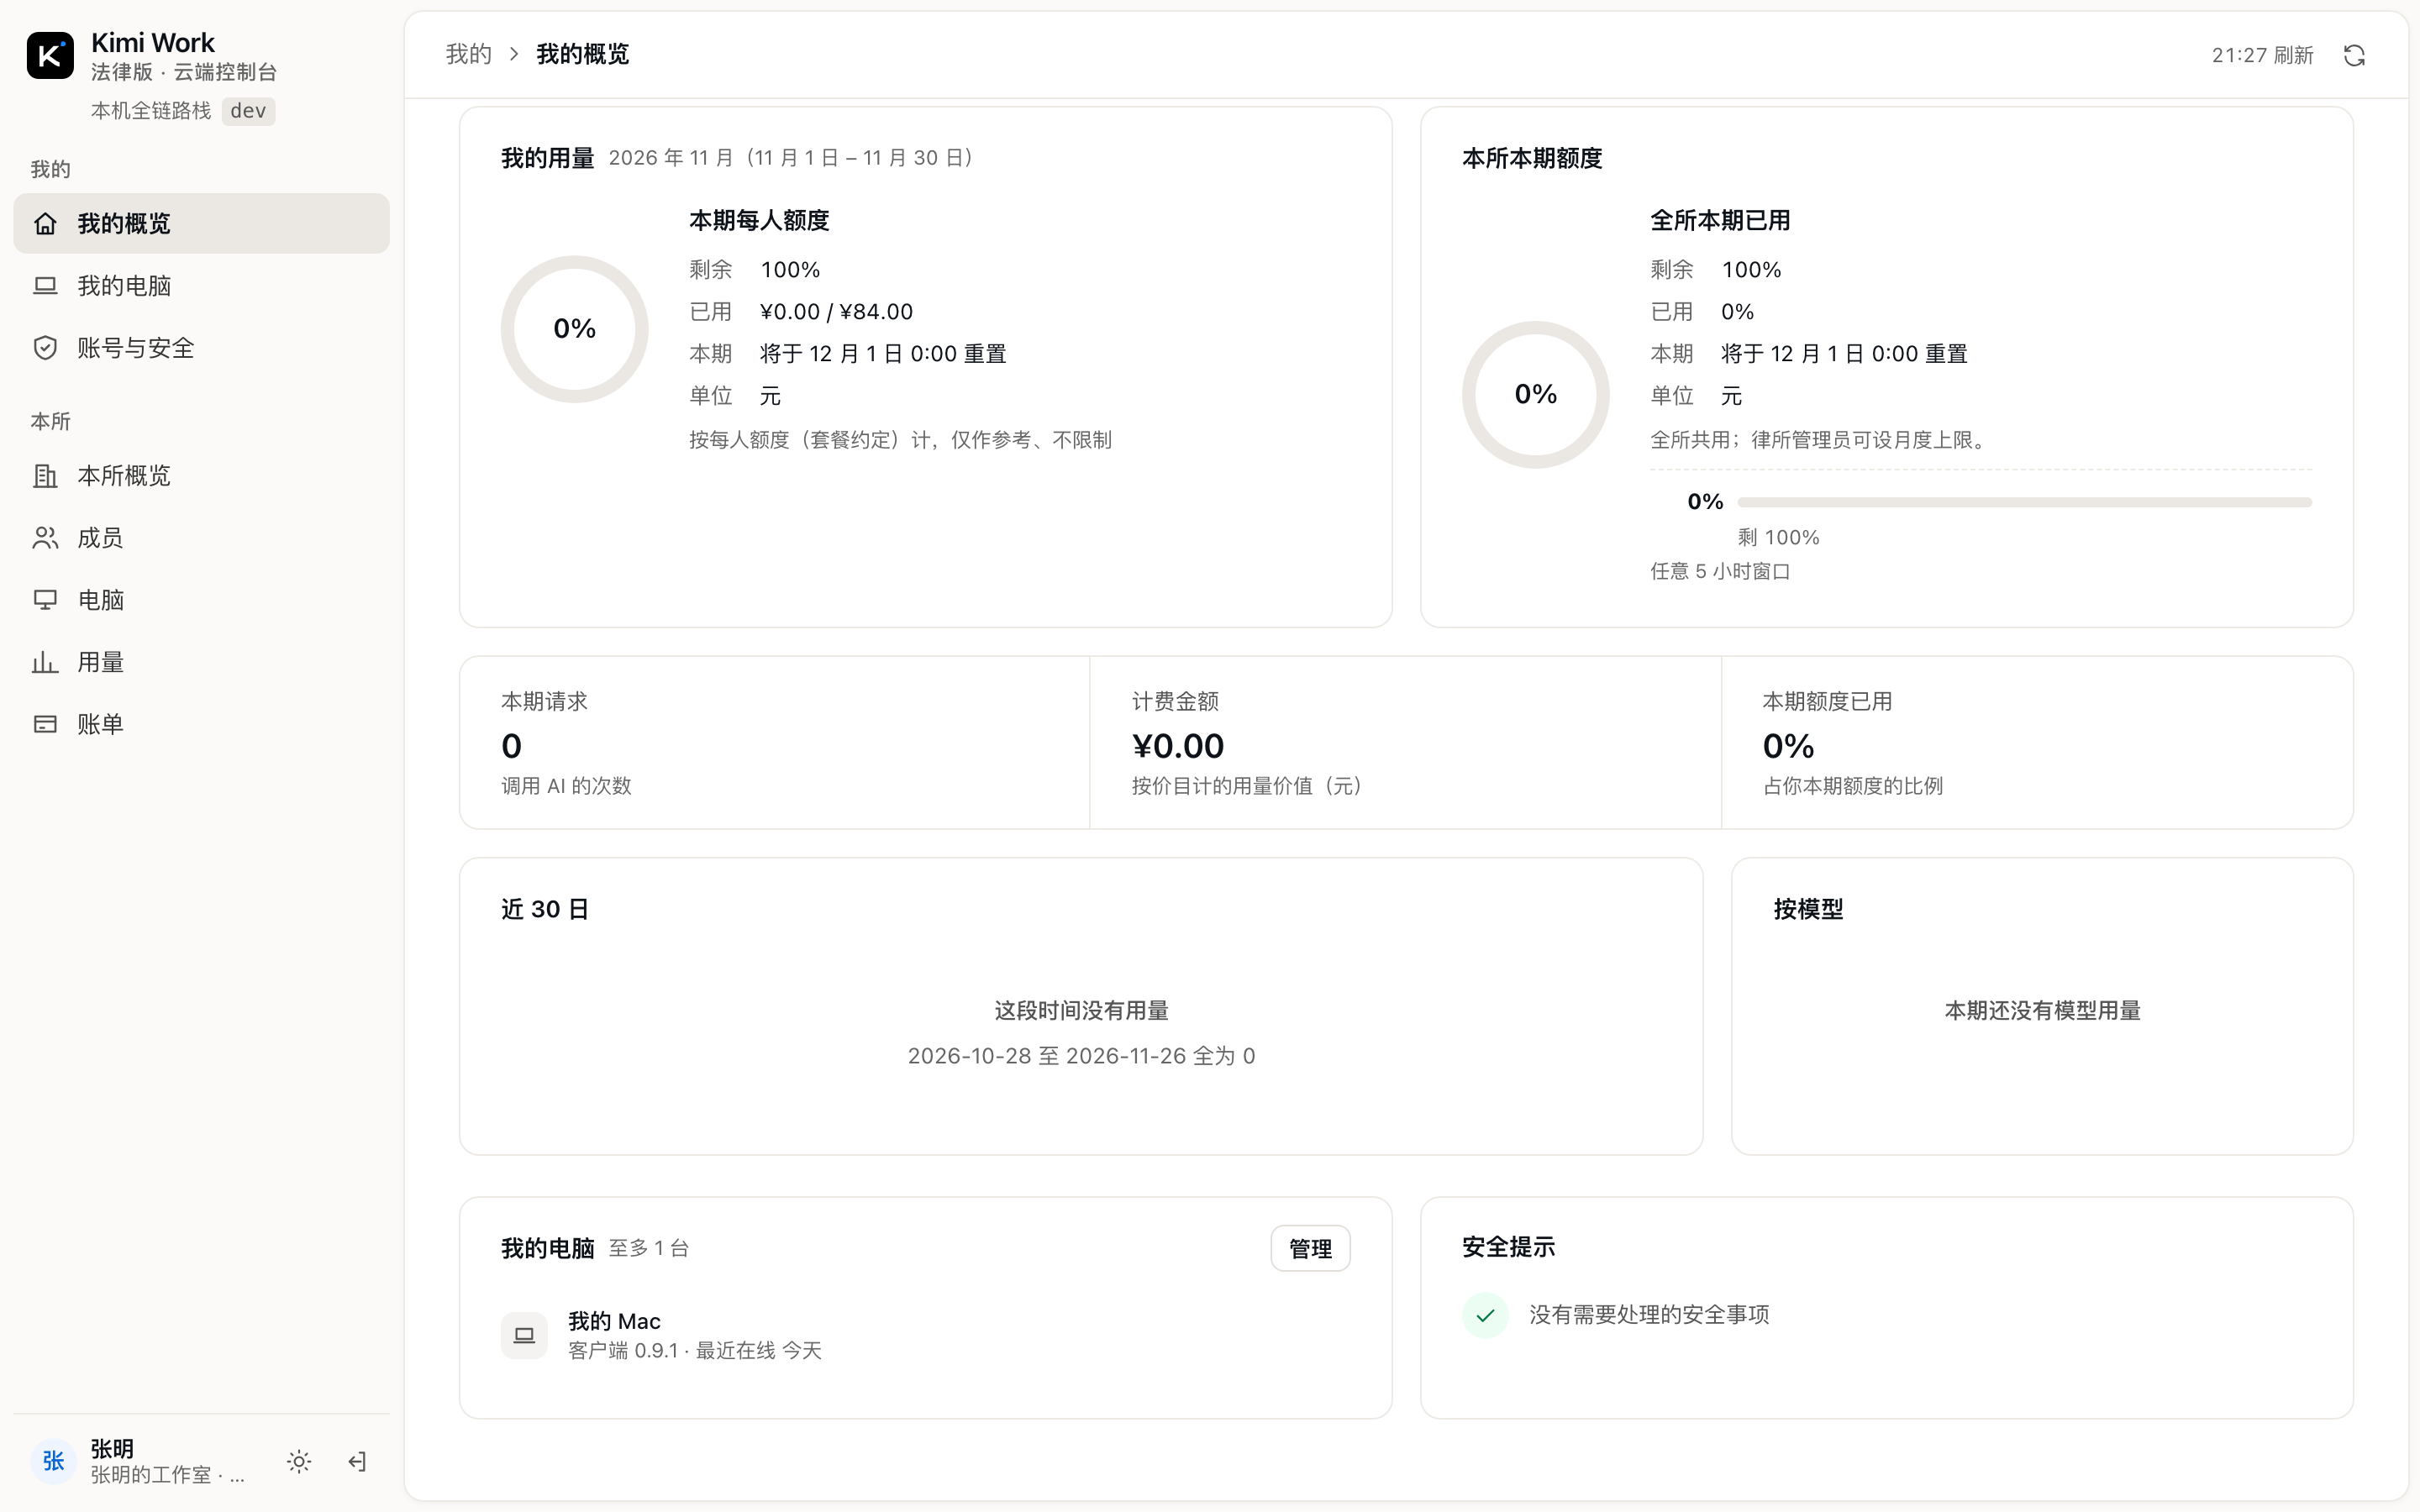 Kimi Work
法律版 · 云端控制台
本机全链路栈 dev
我的
我的概览
我的电脑
账号与安全
本所
本所概览
成员
电脑
用量
账单
张
张明
张明的工作室 · ...
我的 > 我的概览
21:27 刷新
我的用量 2026 年 11 月（11 月 1 日 – 11 月 30 日）
0%
本期每人额度
剩余 100%
已用 ¥0.00 / ¥84.00
本期 将于 12 月 1 日 0:00 重置
单位 元
按每人额度（套餐约定）计，仅作参考、不限制
本所本期额度
0%
全所本期已用
剩余 100%
已用 0%
本期 将于 12 月 1 日 0:00 重置
单位 元
全所共用；律所管理员可设月度上限。
0%
剩 100%
任意 5 小时窗口
本期请求
0
调用 AI 的次数
计费金额
¥0.00
按价目计的用量价值（元）
本期额度已用
0%
占你本期额度的比例
近 30 日
这段时间没有用量
2026-10-28 至 2026-11-26 全为 0
按模型
本期还没有模型用量
我的电脑 至多 1 台
管理
我的 Mac
客户端 0.9.1 · 最近在线 今天
安全提示
没有需要处理的安全事项